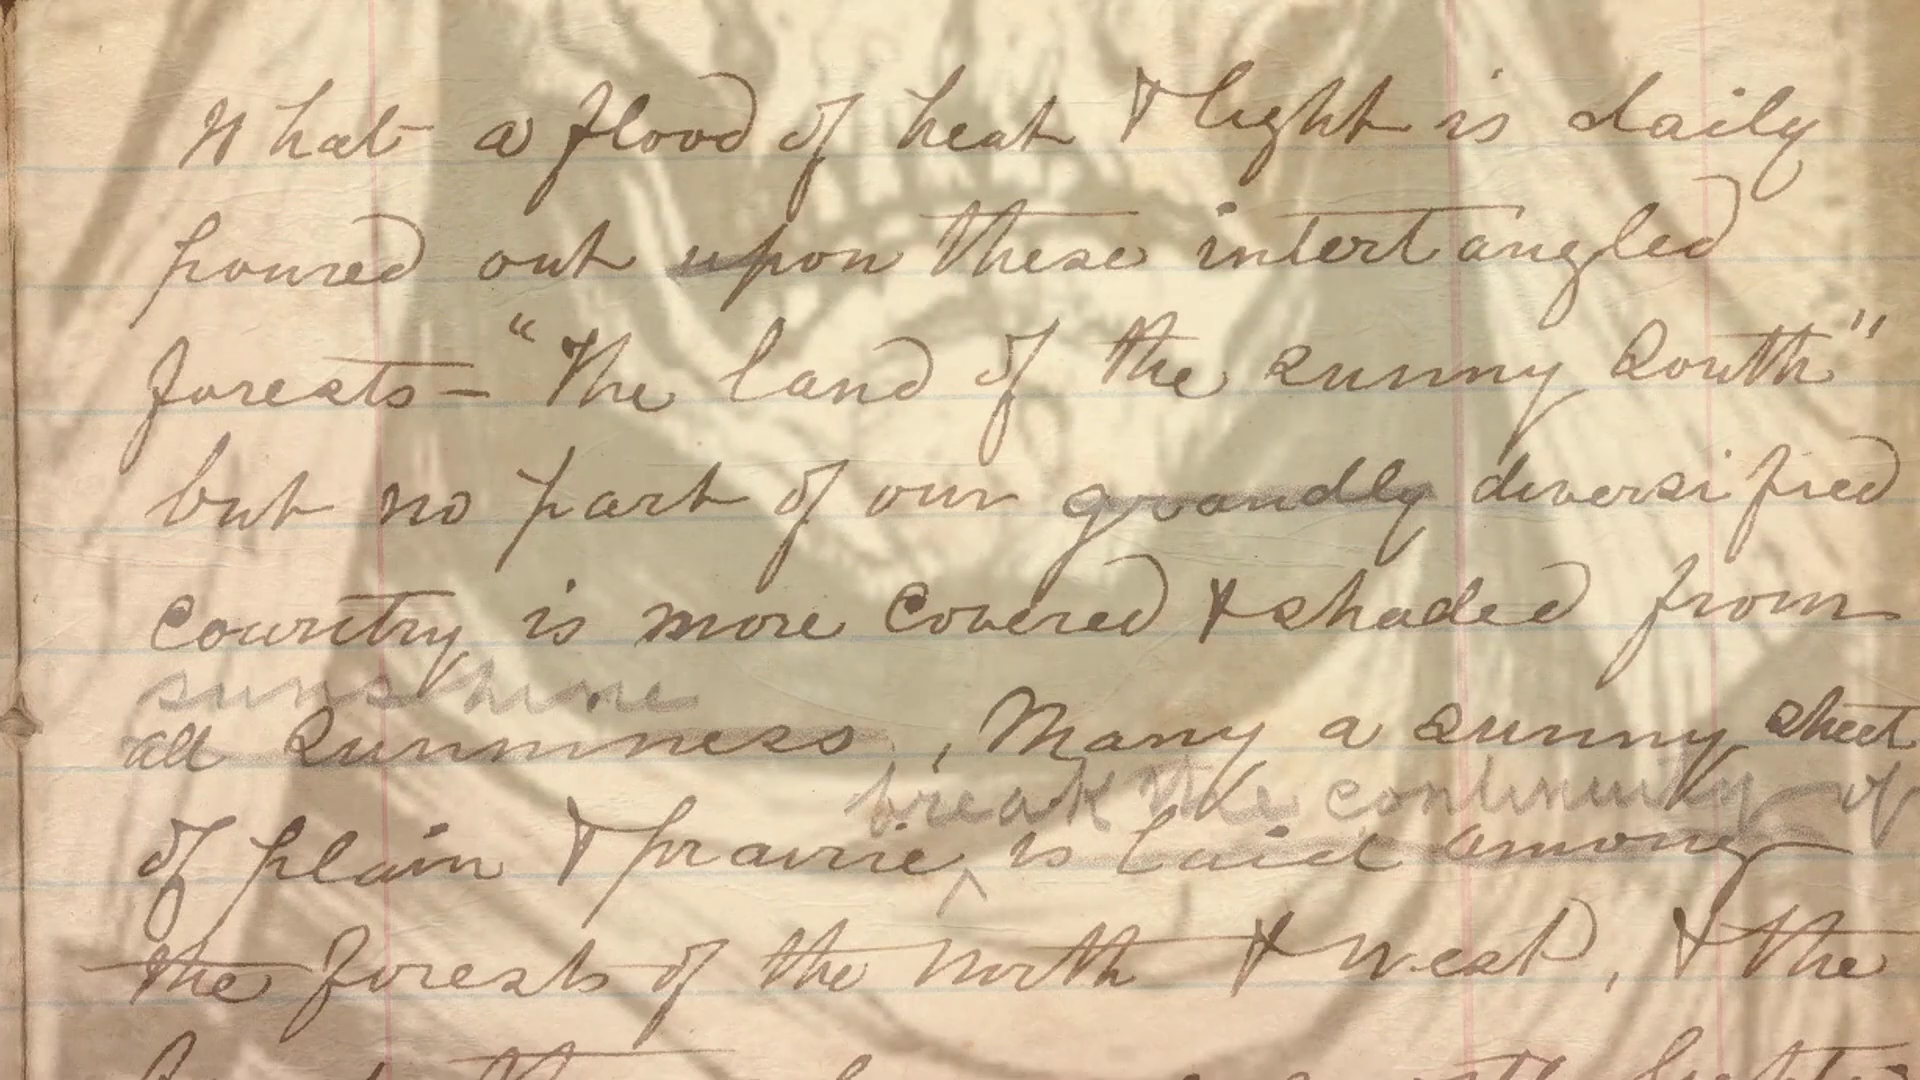 What a flood of heat & light is daily
poured out upon these intertangled
forests — "The land of the sunny South"
but no part of our grandly diversified
country is more covered & shaded from
sunshine
all sunniness, Many a sunny sheet
break the continuity of
of plain & prairie ^ is laid among
the forests of the North & West, & the